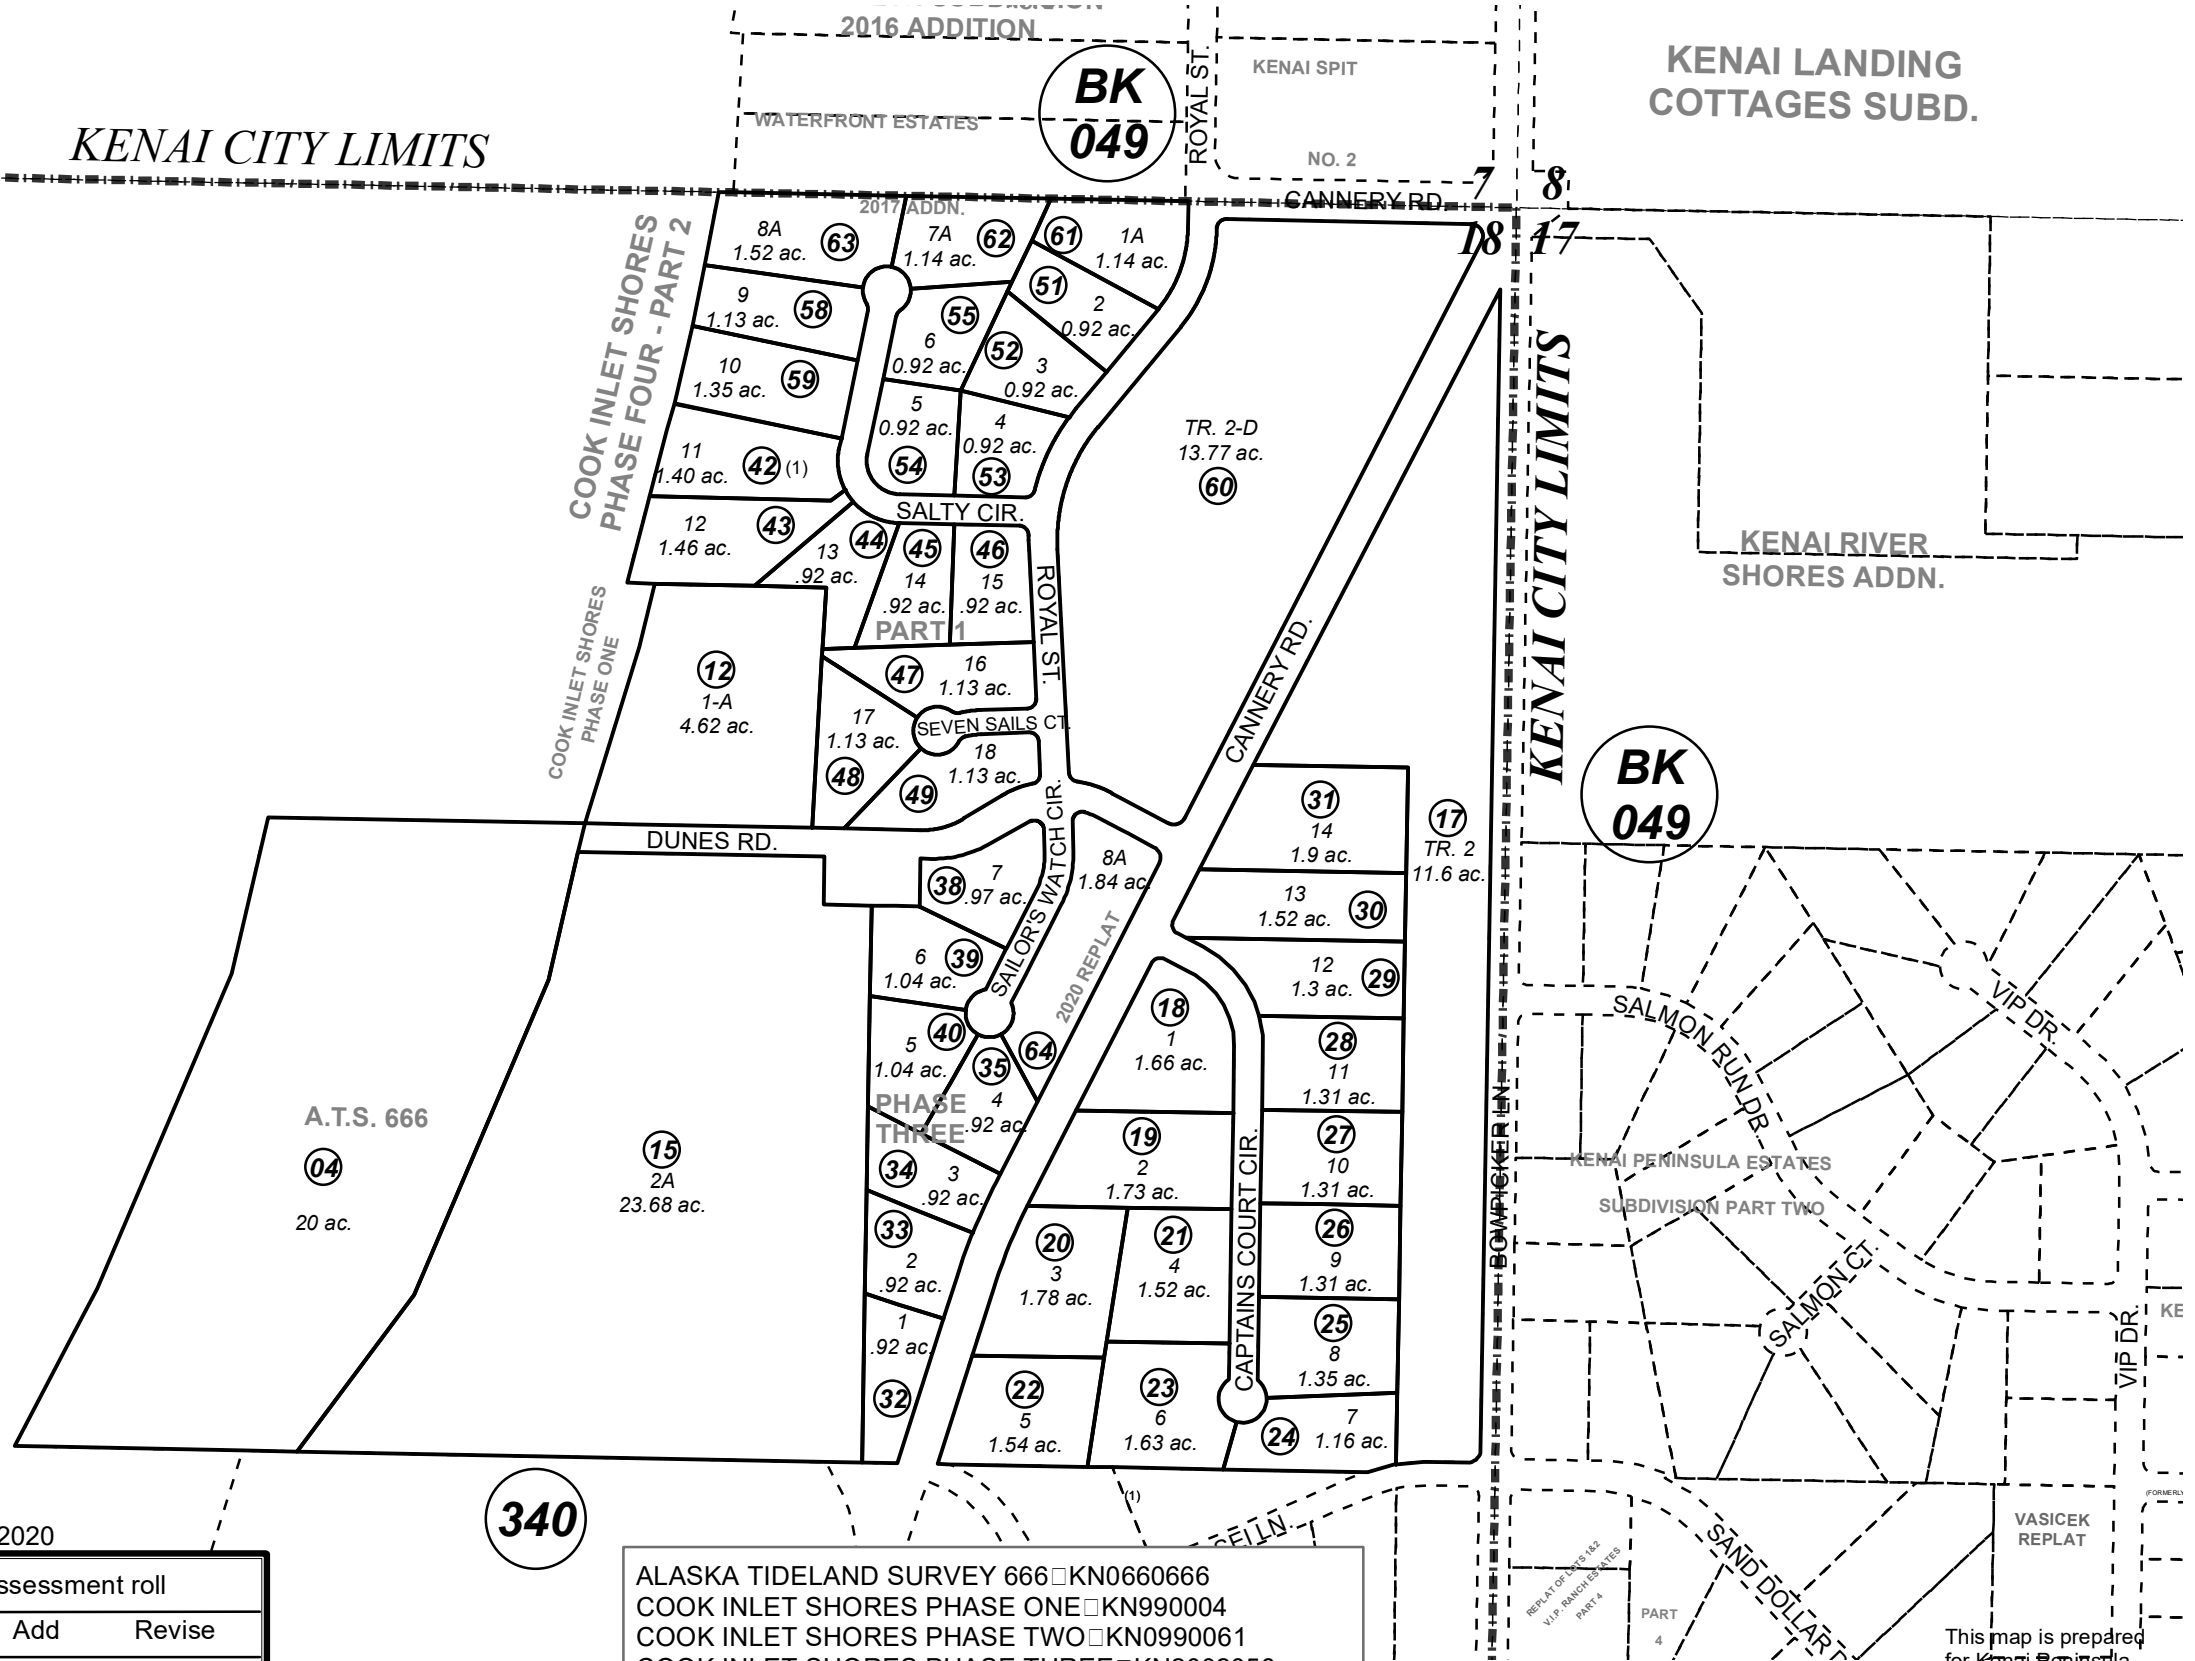 2016 ADDITION
KENAI SPIT
NO. 2
WATERFRONT ESTATES
BK
049
ROYAL ST.
KENAI LANDING
COTTAGES SUBD.
KENAI CITY LIMITS
CANNERY RD.
7
8
18
17
2017 ADDN.
COOK INLET SHORES
PHASE FOUR - PART 2
8A
1.52 ac.
63
7A
1.14 ac.
62
61
1A
1.14 ac.
9
1.13 ac.
58
51
2
0.92 ac.
55
6
0.92 ac.
52
3
0.92 ac.
10
1.35 ac.
59
5
0.92 ac.
54
4
0.92 ac.
53
11
1.40 ac.
42
(1)
TR. 2-D
13.77 ac.
60
KENAI CITY LIMITS
KENAI RIVER
SHORES ADDN.
SALTY CIR.
12
1.46 ac.
43
13
.92 ac.
44
45
14
.92 ac.
46
15
.92 ac.
PART 1
ROYAL ST.
COOK INLET SHORES
PHASE ONE
12
1-A
4.62 ac.
47
16
1.13 ac.
SEVEN SAILS CT.
17
1.13 ac.
48
18
1.13 ac.
49
CANNERY RD.
DUNES RD.
SAILOR'S WATCH CIR.
31
14
1.9 ac.
17
TR. 2
11.6 ac.
BK
049
38
7
.97 ac.
8A
1.84 ac.
2020 REPLAT
13
1.52 ac.
30
6
1.04 ac.
39
12
1.3 ac.
29
5
1.04 ac.
40
35
4
.92 ac.
64
18
1
1.66 ac.
28
11
1.31 ac.
PHASE
THREE
A.T.S. 666
04
20 ac.
15
2A
23.68 ac.
34
3
.92 ac.
19
2
1.73 ac.
27
10
1.31 ac.
33
2
.92 ac.
20
3
1.78 ac.
21
4
1.52 ac.
CAPTAINS COURT CIR.
26
9
1.31 ac.
1
.92 ac.
32
25
8
1.35 ac.
22
5
1.54 ac.
23
6
1.63 ac.
24
7
1.16 ac.
BOWPICKER LN.
SALMON RUN DR
VIP DR.
KENAI PENINSULA ESTATES
SUBDIVISION PART TWO
SALMON CT.
VIP DR.
KE
(FORMERLY
VASICEK
REPLAT
SAND DOLLAR D
REPLAT OF LOTS 1&2
V.I.P. RANCH ESTATES
PART 4
PART
4
(1)
340
2020
ssessment roll
Add Revise
ALASKA TIDELAND SURVEY 666□KN0660666
COOK INLET SHORES PHASE ONE□KN990004
COOK INLET SHORES PHASE TWO□KN0990061
This map is prepared